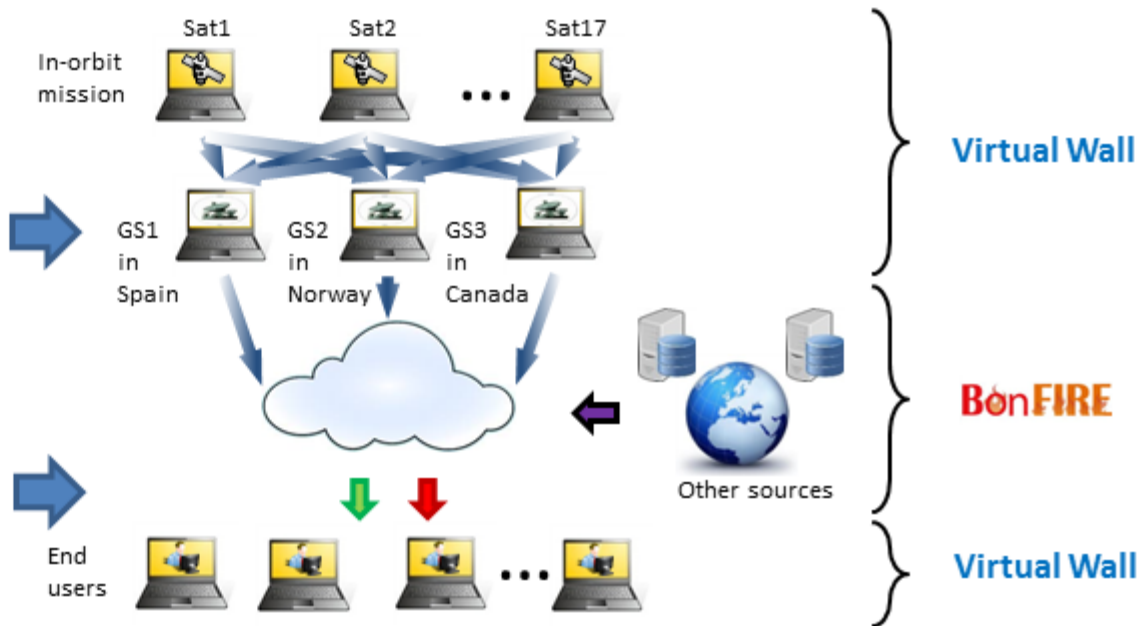 Sat1
Sat2
Sat17
In-orbit
mission
...
Virtual Wall
GS1
in
Spain
GS2
in
Norway
GS3
in
Canada
BonFIRE
Other sources
End
users
...
Virtual Wall